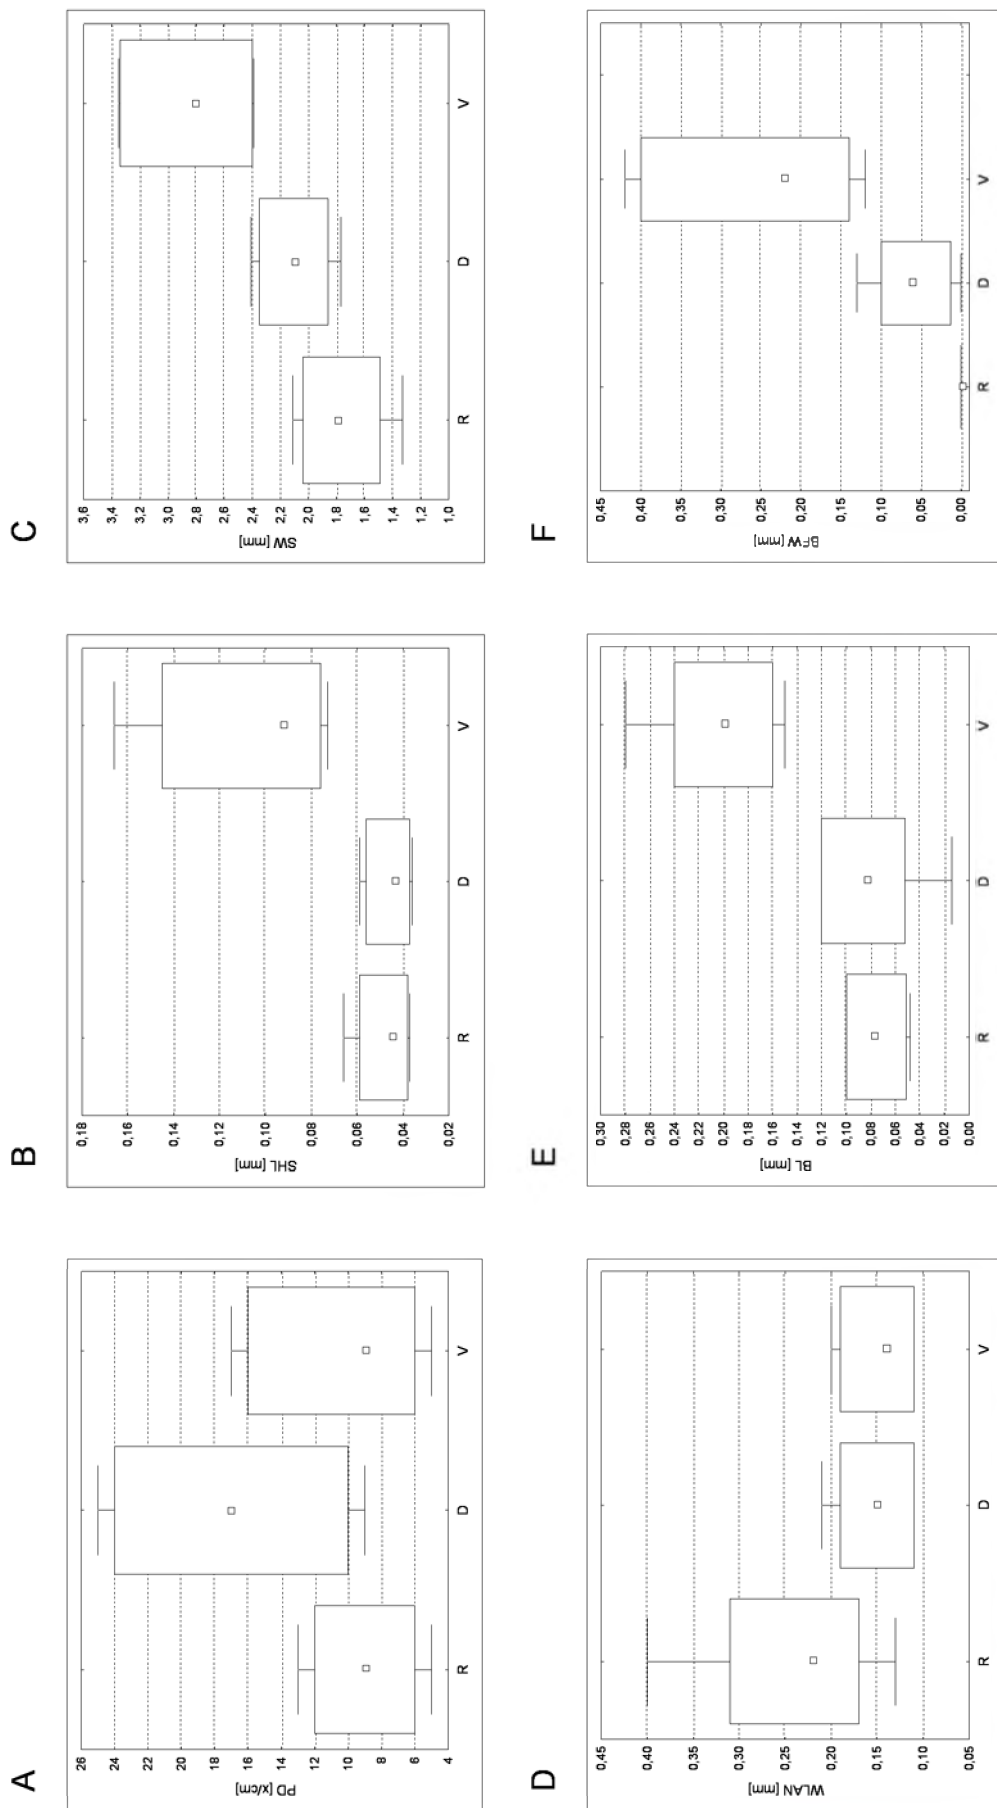 A
PD [x/cm]
26
24
22
20
18
16
14
12
10
8
6
4
R
D
V
B
SHL [mm]
0,18
0,16
0,14
0,12
0,10
0,08
0,06
0,04
0,02
R
D
V
C
SW [mm]
3,6
3,4
3,2
3,0
2,8
2,6
2,4
2,2
2,0
1,8
1,6
1,4
1,2
1,0
R
D
V
D
WLAN [mm]
0,45
0,40
0,35
0,30
0,25
0,20
0,15
0,10
0,05
R
D
V
E
BL [mm]
0,30
0,28
0,26
0,24
0,22
0,20
0,18
0,16
0,14
0,12
0,10
0,08
0,06
0,04
0,02
0,00
R
D
V
F
BFW [mm]
0,45
0,40
0,35
0,30
0,25
0,20
0,15
0,10
0,05
0,00
R
D
V